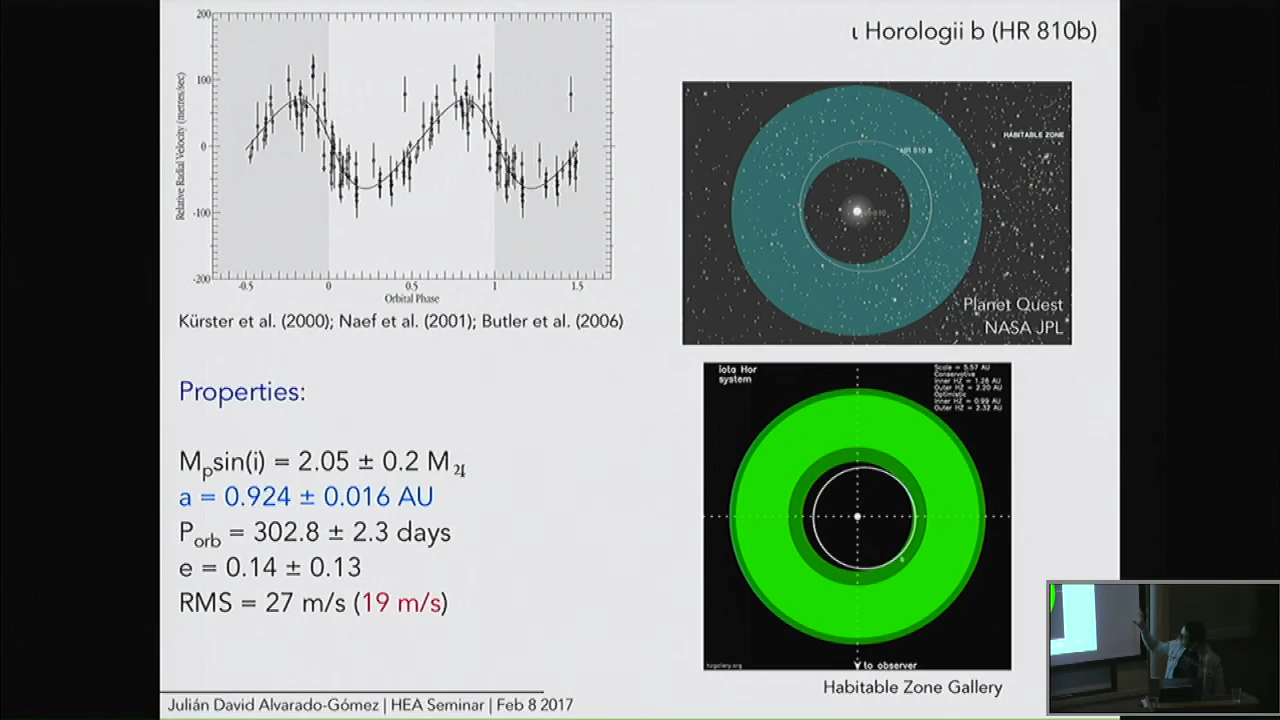 ι Horologii b (HR 810b)
200
100
0
-100
-200
Relative Radial Velocity (metres/sec)
-0.5
0
0.5
1
1.5
Orbital Phase
Kürster et al. (2000); Naef et al. (2001); Butler et al. (2006)
HABITABLE ZONE
HR 810 b
Planet Quest
NASA JPL
Properties:
Mpsin(i) = 2.05 ± 0.2 M♃
a = 0.924 ± 0.016 AU
Porb = 302.8 ± 2.3 days
e = 0.14 ± 0.13
RMS = 27 m/s (19 m/s)
iota Hor
system
Scale = 5.57 AU
Conservative
Inner HZ = 1.26 AU
Outer HZ = 2.20 AU
Optimistic
Inner HZ = 0.99 AU
Outer HZ = 2.32 AU
b
hzgallery.org
to observer
Habitable Zone Gallery
Julián David Alvarado-Gómez | HEA Seminar | Feb 8 2017